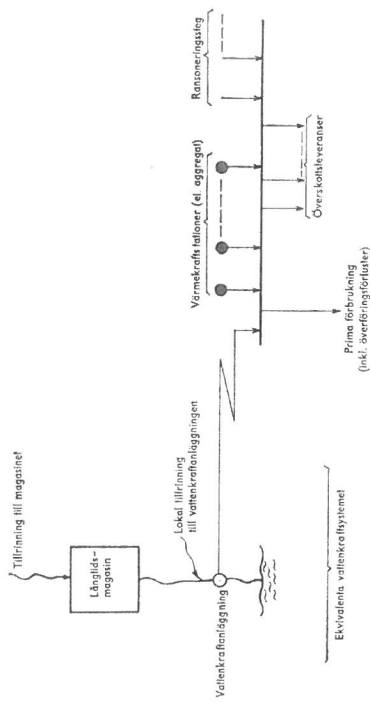 Tillrinning till magasinet
Långtids-
magasin
Lokal tillrinning
till vattenkraftanläggningen
Vattenkraftanläggning
Ekvivalenta vattenkraftsystemet
Värmekraftstationer (el. aggregat)
Ransoneringssteg
Prima förbrukning
(inkl. överföringsförluster)
Överskottsleveranser